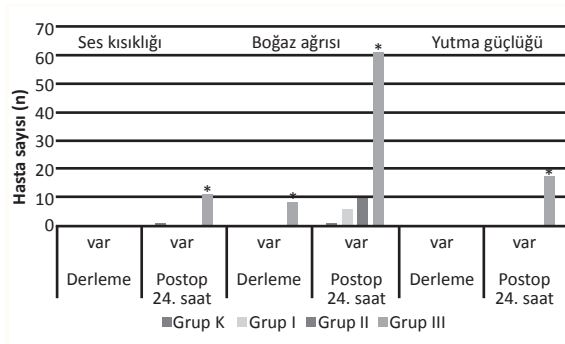 Hasta sayısı (n)
70
60
50
40
30
20
10
0
Ses kısıklığı Boğaz ağrısı Yutma güçlüğü
* * * *
var var var var var var
Derleme Postop Derleme Postop Derleme Postop
24. saat 24. saat 24. saat
Grup K Grup I Grup II Grup III